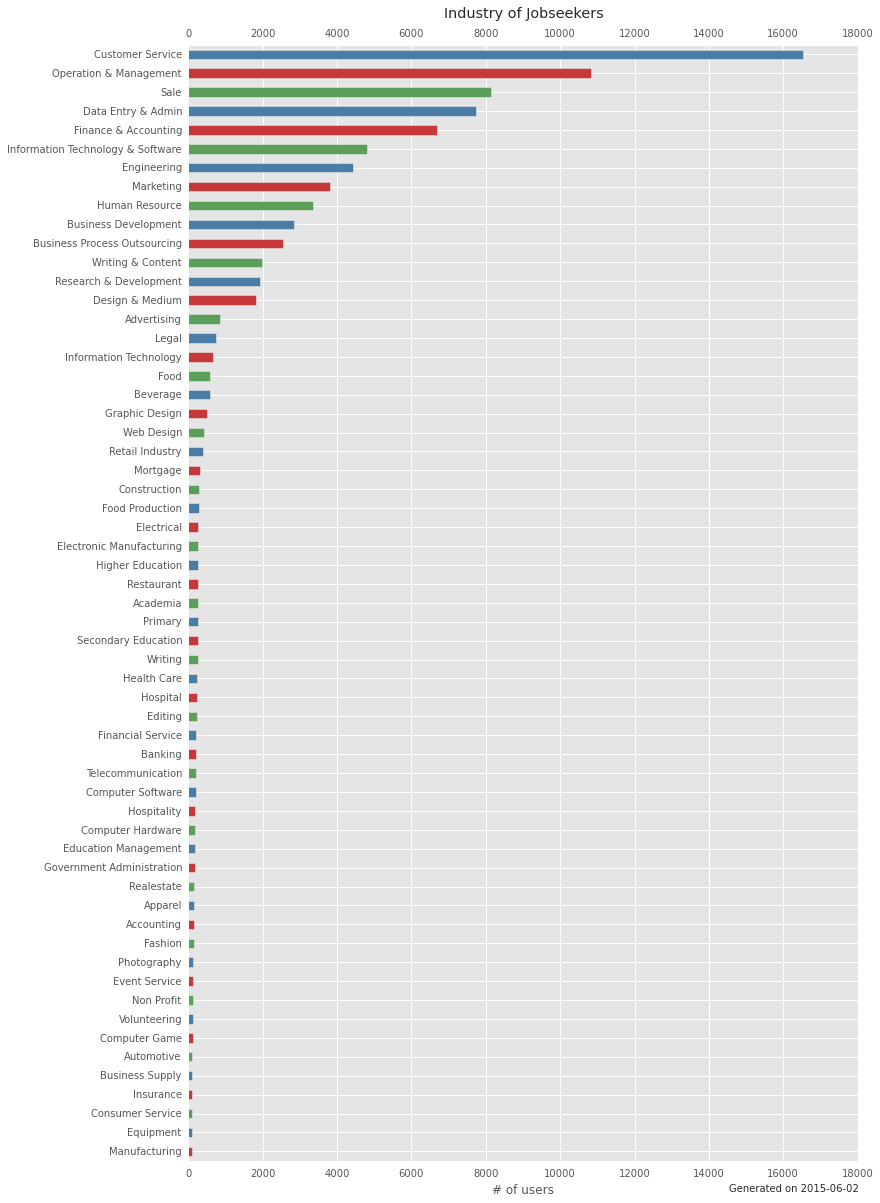 Industry of Jobseekers
0 2000 4000 6000 8000 10000 12000 14000 16000 18000
Customer Service
Operation & Management
Sale
Data Entry & Admin
Finance & Accounting
Information Technology & Software
Engineering
Marketing
Human Resource
Business Development
Business Process Outsourcing
Writing & Content
Research & Development
Design & Medium
Advertising
Legal
Information Technology
Food
Beverage
Graphic Design
Web Design
Retail Industry
Mortgage
Construction
Food Production
Electrical
Electronic Manufacturing
Higher Education
Restaurant
Academia
Primary
Secondary Education
Writing
Health Care
Hospital
Editing
Financial Service
Banking
Telecommunication
Computer Software
Hospitality
Computer Hardware
Education Management
Government Administration
Realestate
Apparel
Accounting
Fashion
Photography
Event Service
Non Profit
Volunteering
Computer Game
Automotive
Business Supply
Insurance
Consumer Service
Equipment
Manufacturing
0 2000 4000 6000 8000 10000 12000 14000 16000 18000
# of users
Generated on 2015-06-02